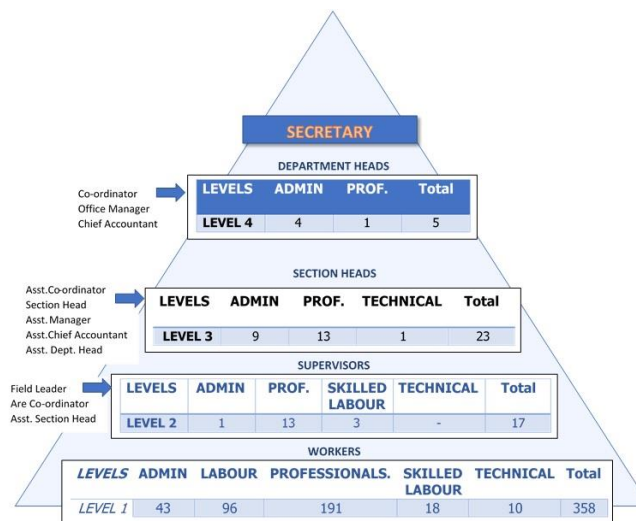 SECRETARY
DEPARTMENT HEADS
Co-ordinator
Office Manager
Chief Accountant
LEVELS ADMIN PROF. Total
LEVEL 4 4 1 5
SECTION HEADS
Asst.Co-ordinator
Section Head
Asst. Manager
Asst.Chief Accountant
Asst. Dept. Head
LEVELS ADMIN PROF. TECHNICAL Total
LEVEL 3 9 13 1 23
SUPERVISORS
Field Leader
Are Co-ordinator
Asst. Section Head
LEVELS ADMIN PROF. SKILLED LABOUR TECHNICAL Total
LEVEL 2 1 13 3 - 17
WORKERS
LEVELS ADMIN LABOUR PROFESSIONALS. SKILLED LABOUR TECHNICAL Total
LEVEL 1 43 96 191 18 10 358